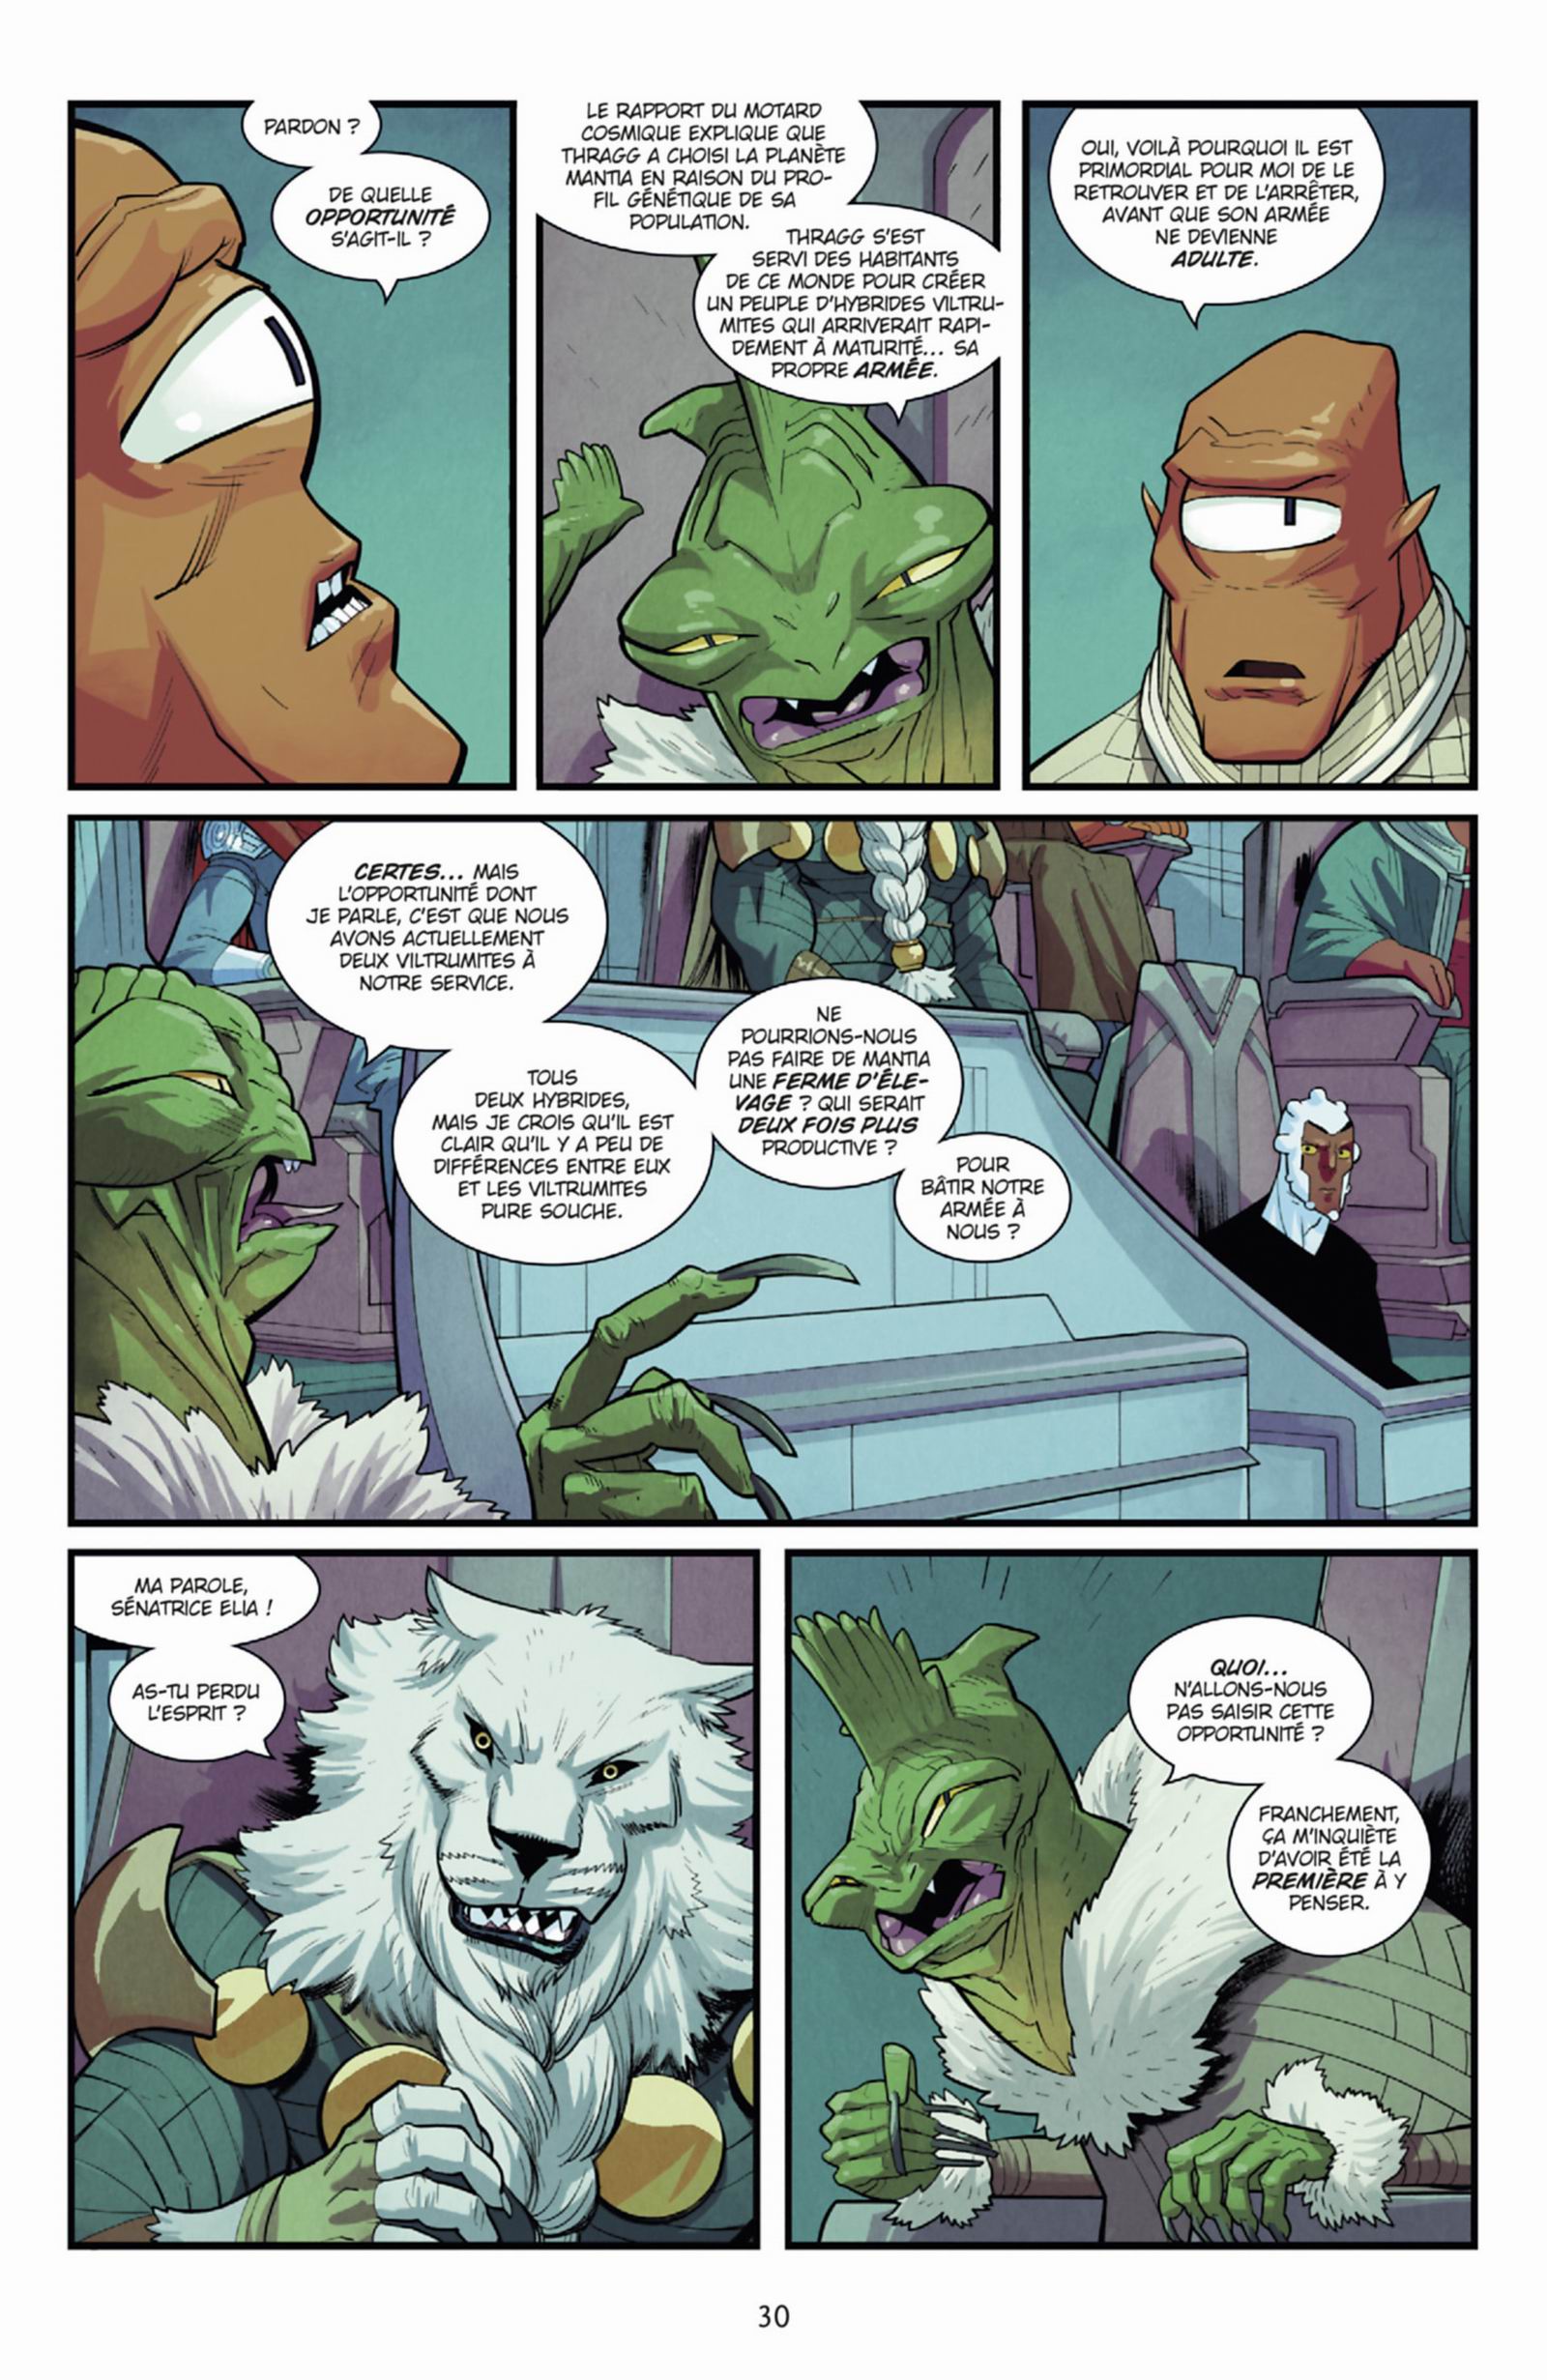 PARDON ?
DE QUELLE
OPPORTUNITÉ
S'AGIT-IL ?
LE RAPPORT DU MOTARD
COSMIQUE EXPLIQUE QUE
THRAGG A CHOISI LA PLANÈTE
MANTIA EN RAISON DU PRO-
FIL GÉNÉTIQUE DE SA
POPULATION.
THRAGG S'EST
SERVI DES HABITANTS
DE CE MONDE POUR CRÉER
UN PEUPLE D'HYBRIDES VILTRU-
MITES QUI ARRIVERAIT RAPI-
DEMENT À MATURITÉ... SA
PROPRE ARMÉE.
OUI, VOILÀ POURQUOI IL EST
PRIMORDIAL POUR MOI DE LE
RETROUVER ET DE L'ARRÊTER,
AVANT QUE SON ARMÉE
NE DEVIENNE
ADULTE.
CERTES... MAIS
L'OPPORTUNITÉ DONT
JE PARLE, C'EST QUE NOUS
AVONS ACTUELLEMENT
DEUX VILTRUMITES À
NOTRE SERVICE.
TOUS
DEUX HYBRIDES,
MAIS JE CROIS QU'IL EST
CLAIR QU'IL Y A PEU DE
DIFFÉRENCES ENTRE EUX
ET LES VILTRUMITES
PURE SOUCHE.
NE
POURRIONS-NOUS
PAS FAIRE DE MANTIA
UNE FERME D'ÉLE-
VAGE ? QUI SERAIT
DEUX FOIS PLUS
PRODUCTIVE ?
POUR
BÂTIR NOTRE
ARMÉE À
NOUS ?
MA PAROLE,
SÉNATRICE ELIA !
AS-TU PERDU
L'ESPRIT ?
QUOI...
N'ALLONS-NOUS
PAS SAISIR CETTE
OPPORTUNITÉ ?
FRANCHEMENT,
ÇA M'INQUIÈTE
D'AVOIR ÉTÉ LA
PREMIÈRE À Y
PENSER.
30